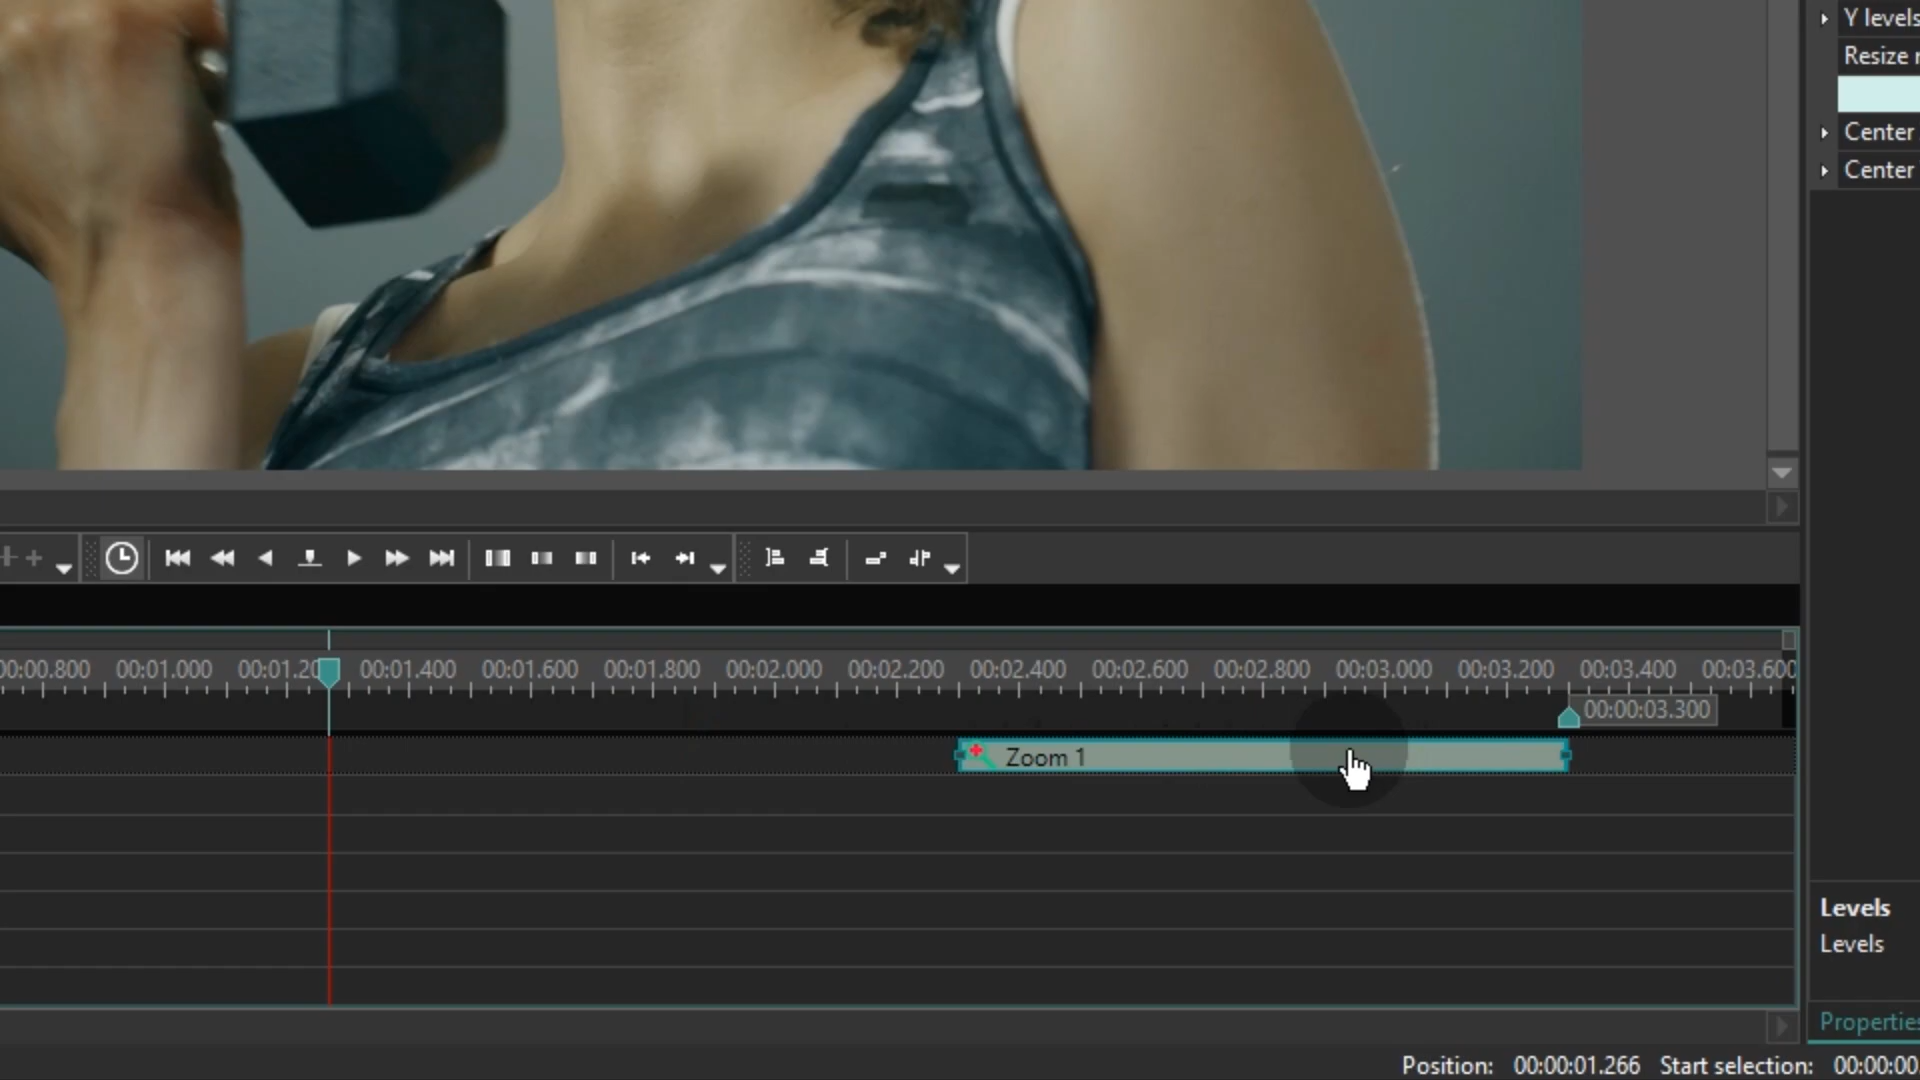 Y levels
Resize
Center
Center
00:00.800 00:01.000 00:01.20 00:01.400 00:01.600 00:01.800 00:02.000 00:02.200 00:02.400 00:02.600 00:02.800 00:03.000 00:03.200 00:03.400 00:03.600
00:00:03.300
Zoom 1
Levels
Levels
Properties
Position: 00:00:01.266 Start selection: 00:00:00